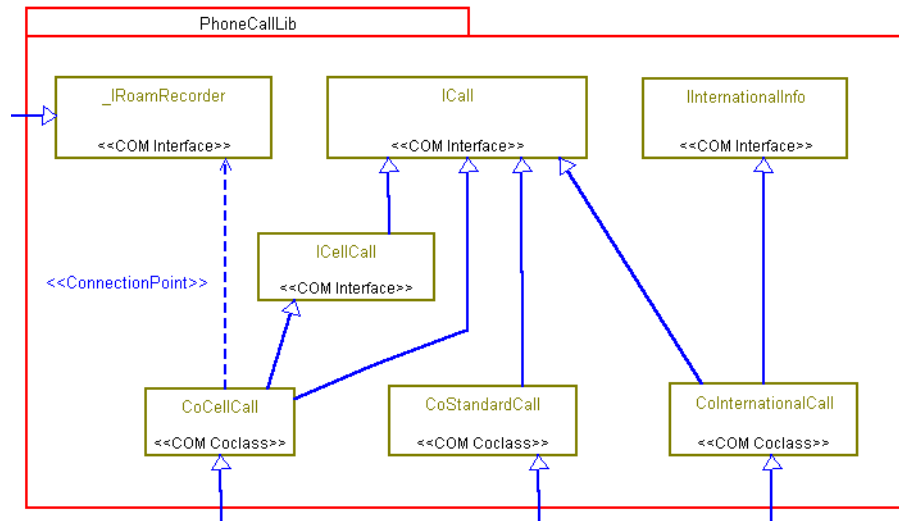 PhoneCallLib
_IRoamRecorder
<<COM Interface>>
ICall
<<COM Interface>>
IInternationalInfo
<<COM Interface>>
ICellCall
<<COM Interface>>
<<ConnectionPoint>>
CoCellCall
<<COM Coclass>>
CoStandardCall
<<COM Coclass>>
CoInternationalCall
<<COM Coclass>>